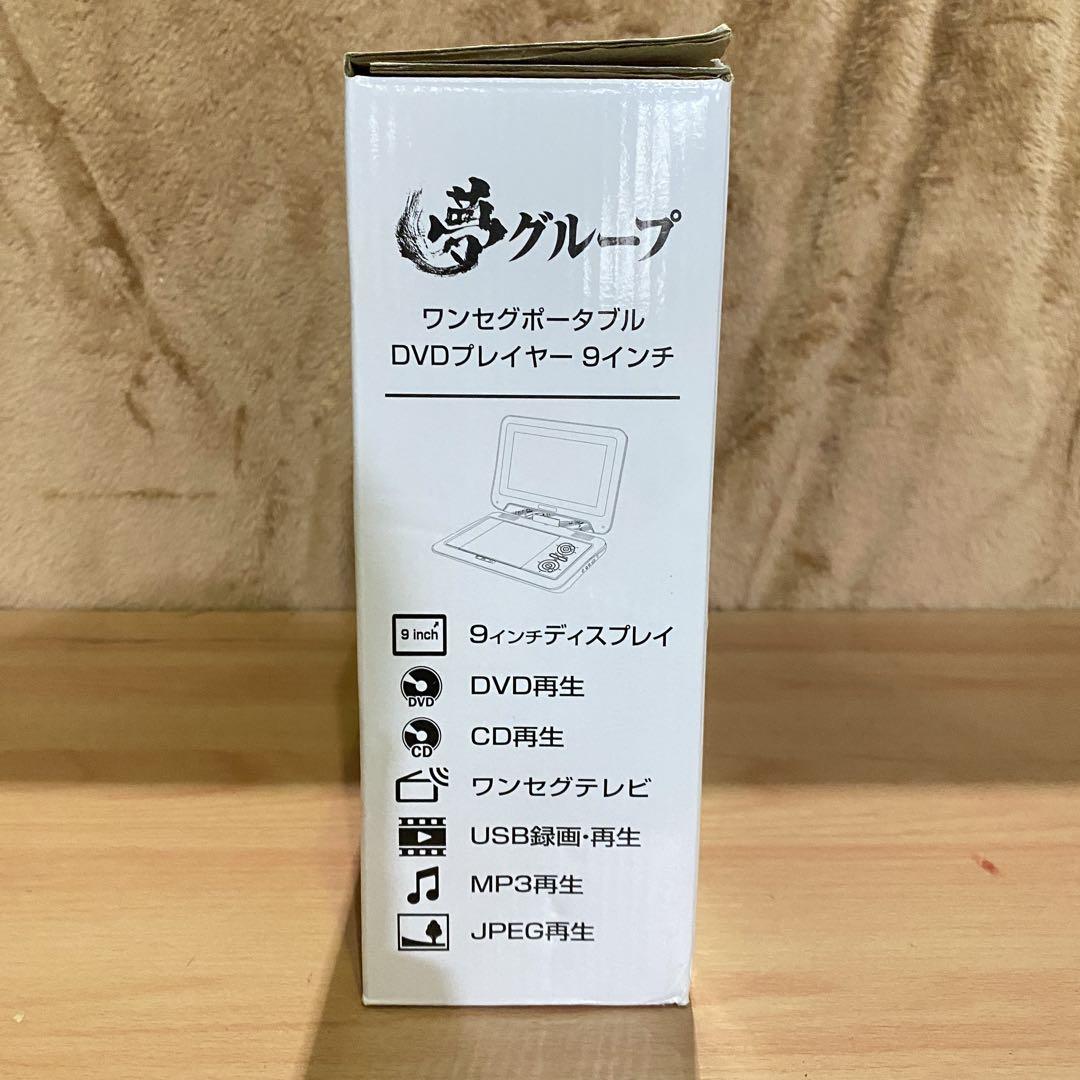 夢グループ
ワンセグポータブル
DVDプレイヤー 9インチ
9 inch
9インチディスプレイ
DVD
DVD再生
CD
CD再生
ワンセグテレビ
USB録画・再生
MP3再生
JPEG再生